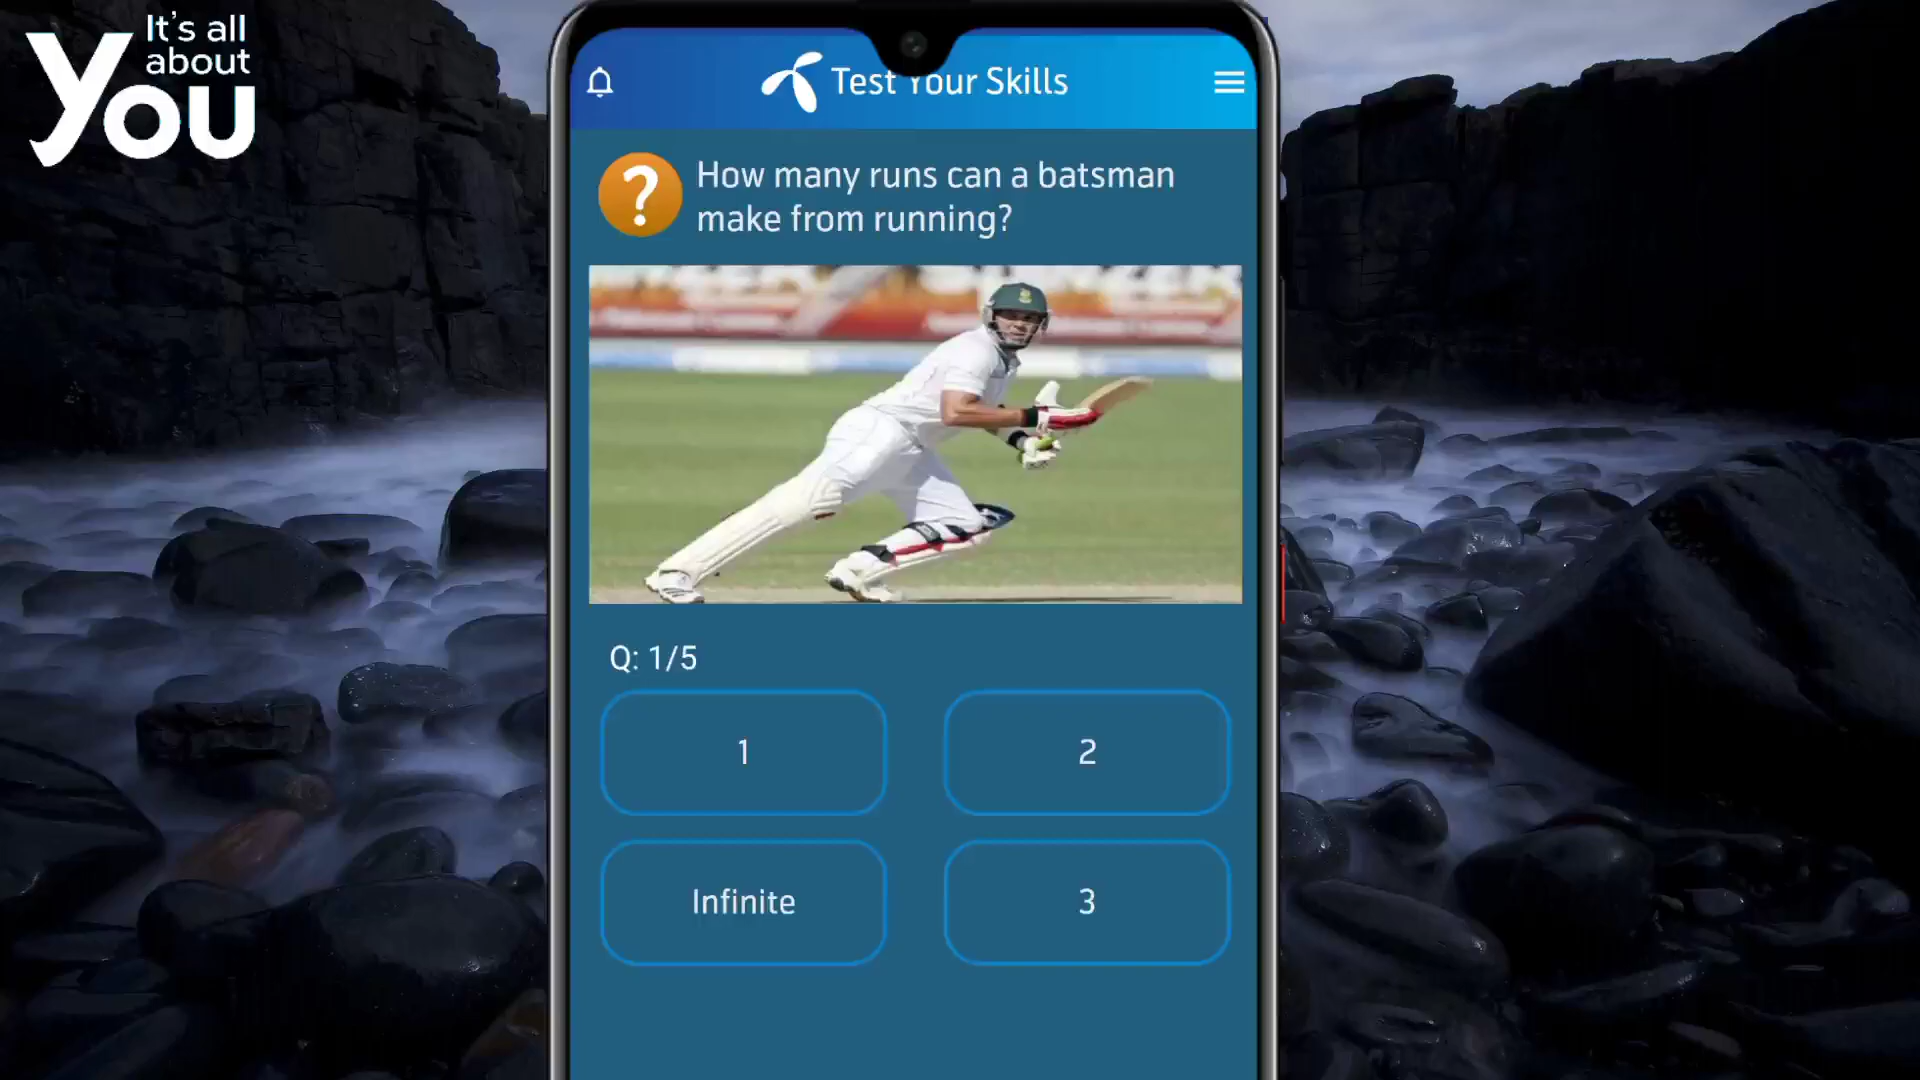 It's all
about
You
Test Your Skills
How many runs can a batsman
make from running?
Q: 1/5
1
2
Infinite
3